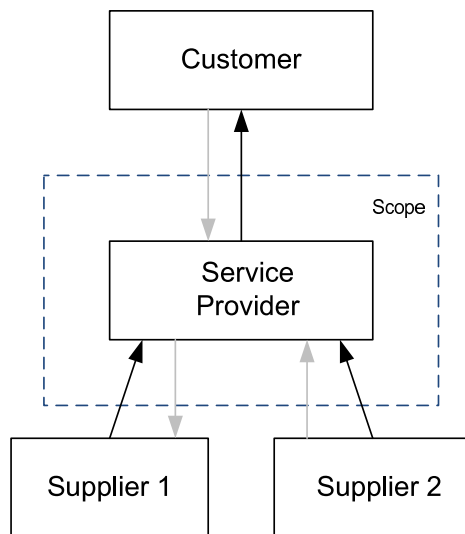 Customer
Scope
Service
Provider
Supplier 1
Supplier 2